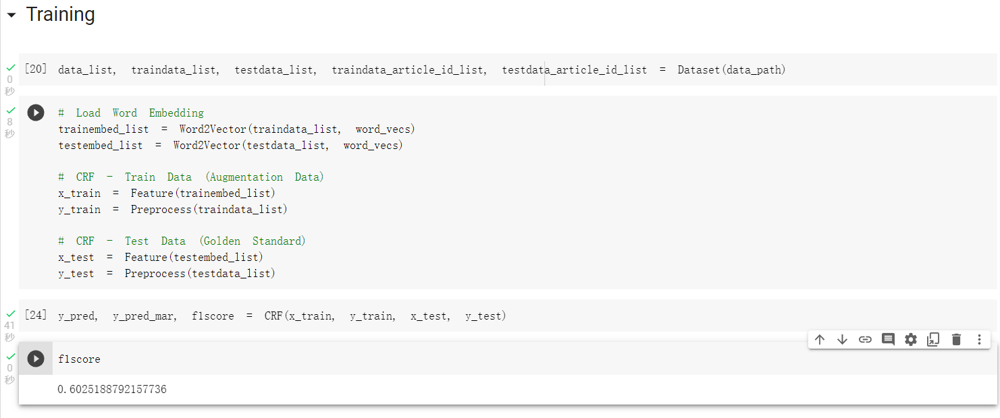 Training
[20] data_list, traindata_list, testdata_list, traindata_article_id_list, testdata_article_id_list = Dataset(data_path)
0
秒
# Load Word Embedding
8
秒
trainembed_list = Word2Vector(traindata_list, word_vecs)
testembed_list = Word2Vector(testdata_list, word_vecs)
# CRF - Train Data (Augmentation Data)
x_train = Feature(trainembed_list)
y_train = Preprocess(traindata_list)
# CRF - Test Data (Golden Standard)
x_test = Feature(testembed_list)
y_test = Preprocess(testdata_list)
[24] y_pred, y_pred_mar, f1score = CRF(x_train, y_train, x_test, y_test)
41
秒
f1score
0
秒
0.6025188792157736